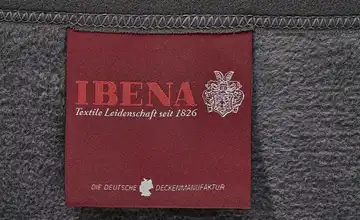 IBENA
Textile Leidenschaft seit 1826
DIE DEUTSCHE DECKENMANUFAKTUR